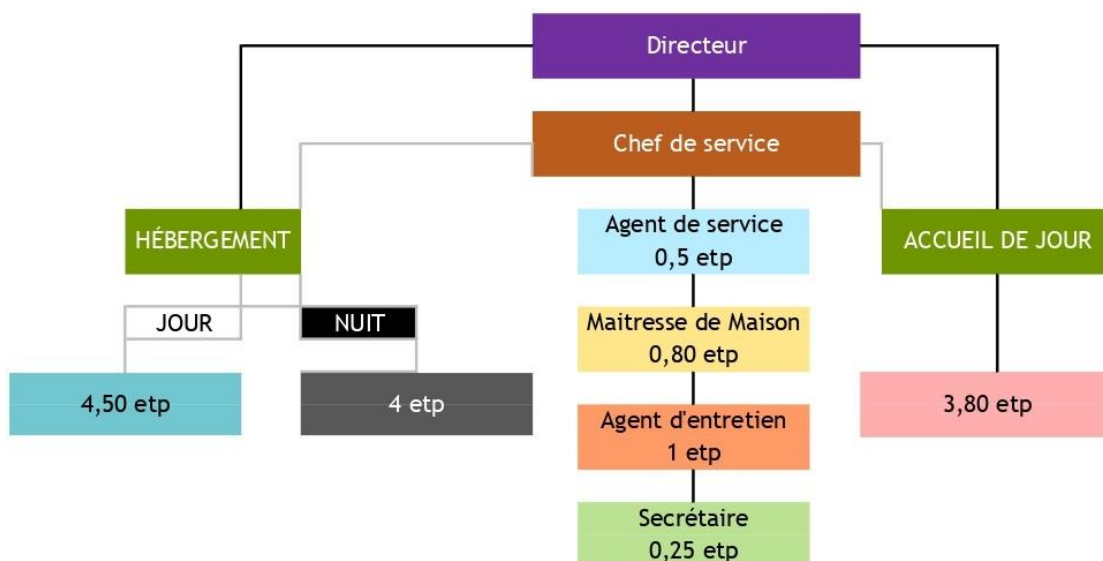 Directeur
Chef de service
HÉBERGEMENT
Agent de service
0,5 etp
ACCUEIL DE JOUR
JOUR
NUIT
Maitresse de Maison
0,80 etp
4,50 etp
4 etp
Agent d'entretien
1 etp
3,80 etp
Secrétaire
0,25 etp